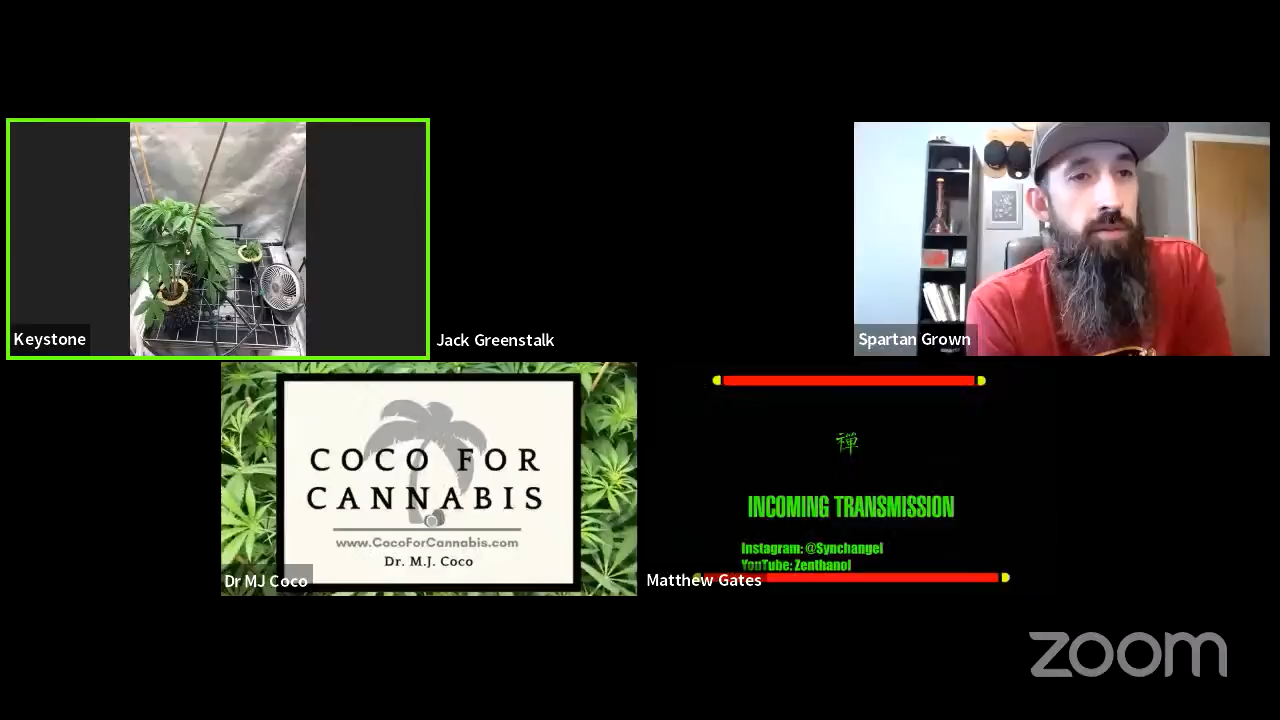 Keystone
Jack Greenstalk
Spartan Grown
COCO FOR
CANNABIS
www.CocoForCannabis.com
Dr. M.J. Coco
Dr MJ Coco
禪
INCOMING TRANSMISSION
Instagram: @Synchangel
YouTube: Zenthanol
Matthew Gates
zoom